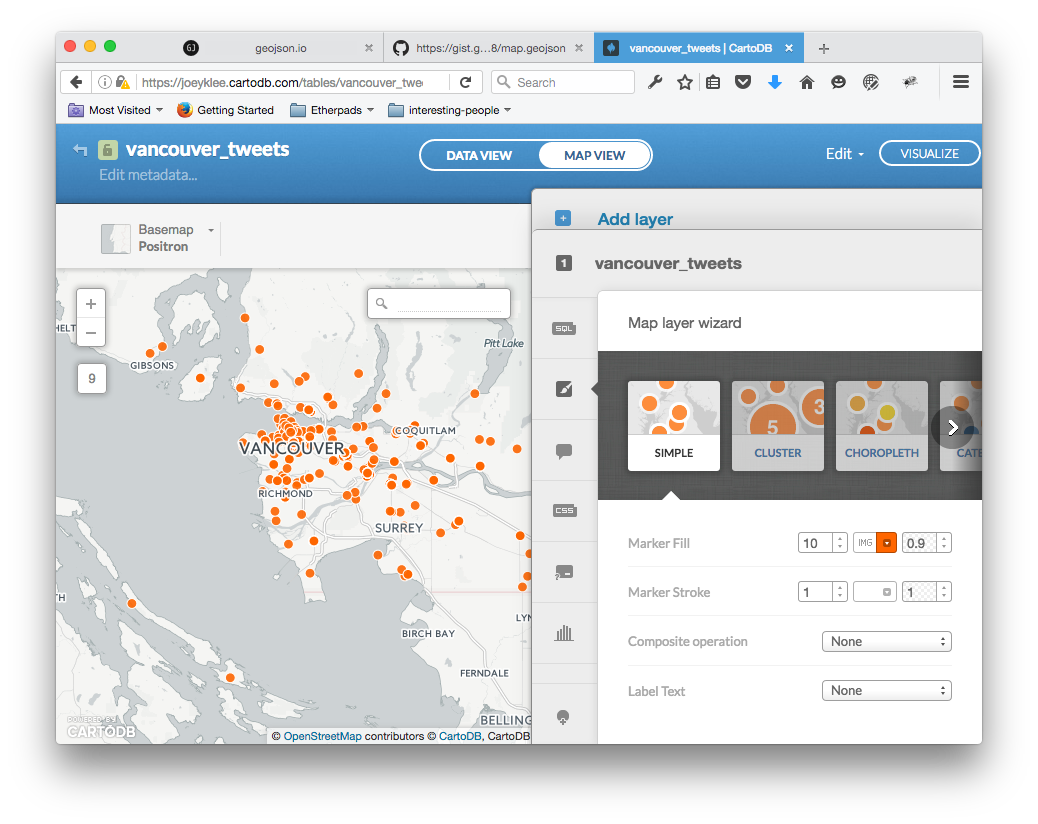 GJ geojson.io
https://gist.g...8/map.geojson
vancouver_tweets | CartoDB
https://joeyklee.cartodb.com/tables/vancouver_twe
Search
Most Visited
Getting Started
Etherpads
interesting-people
vancouver_tweets
Edit metadata...
DATA VIEW
MAP VIEW
Edit
VISUALIZE
Basemap
Positron
Add layer
1
vancouver_tweets
SQL
Map layer wizard
CSS
SIMPLE
5
3
CLUSTER
CHOROPLETH
CATE
Marker Fill
10
IMG
0.9
Marker Stroke
1
1
Composite operation
None
Label Text
None
+
−
9
HELT
GIBSONS
Pitt Lake
COQUITLAM
VANCOUVER
RICHMOND
SURREY
TH
BIRCH BAY
LYN
FERNDALE
BELLING
POWERED BY
CARTODB
© OpenStreetMap contributors © CartoDB, CartoDB